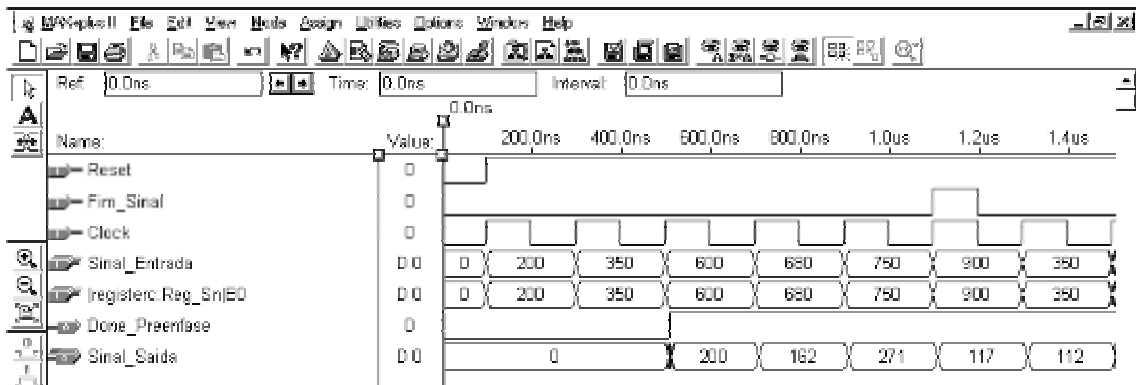 MAX+plus II File Edit View Node Assign Utilities Options Window Help
Ref: 0.0ns Time: 0.0ns Interval: 0.0ns
0.0ns
Name: Value: 200.0ns 400.0ns 600.0ns 800.0ns 1.0us 1.2us 1.4us
Reset 0
Fim_Sinal 0
Clock 0
Sinal_Entrada D 0 0 200 350 600 680 750 900 350
D 0 0 200 350 600 680 750 900 350
Done_Preenfase 0
Sinal_Saida D 0 0 200 162 271 117 112